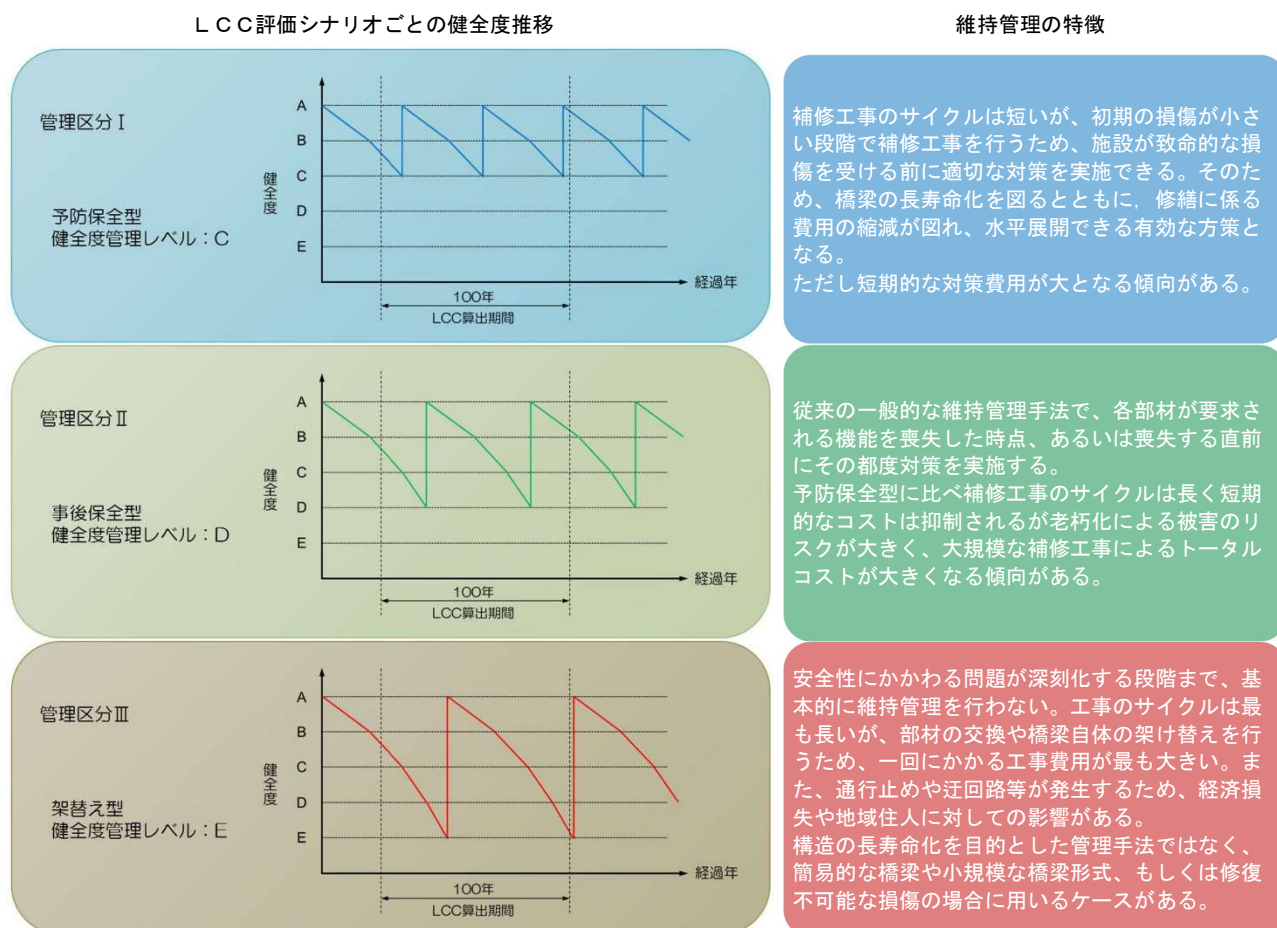 ＬＣＣ評価シナリオごとの健全度推移
維持管理の特徴
管理区分Ⅰ
予防保全型
健全度管理レベル：C
健全度
A
B
C
D
E
経過年
100年
LCC算出期間
補修工事のサイクルは短いが、初期の損傷が小さ
い段階で補修工事を行うため、施設が致命的な損
傷を受ける前に適切な対策を実施できる。そのた
め、橋梁の長寿命化を図るとともに，修繕に係る
費用の縮減が図れ、水平展開できる有効な方策と
なる。
ただし短期的な対策費用が大となる傾向がある。
管理区分Ⅱ
事後保全型
健全度管理レベル：D
健全度
A
B
C
D
E
経過年
100年
LCC算出期間
従来の一般的な維持管理手法で、各部材が要求さ
れる機能を喪失した時点、あるいは喪失する直前
にその都度対策を実施する。
予防保全型に比べ補修工事のサイクルは長く短期
的なコストは抑制されるが老朽化による被害のリ
スクが大きく、大規模な補修工事によるトータル
コストが大きくなる傾向がある。
管理区分Ⅲ
架替え型
健全度管理レベル：E
健全度
A
B
C
D
E
経過年
100年
LCC算出期間
安全性にかかわる問題が深刻化する段階まで、基
本的に維持管理を行わない。工事のサイクルは最
も長いが、部材の交換や橋梁自体の架け替えを行
うため、一回にかかる工事費用が最も大きい。ま
た、通行止めや迂回路等が発生するため、経済損
失や地域住人に対しての影響がある。
構造の長寿命化を目的とした管理手法ではなく、
簡易的な橋梁や小規模な橋梁形式、もしくは修復
不可能な損傷の場合に用いるケースがある。